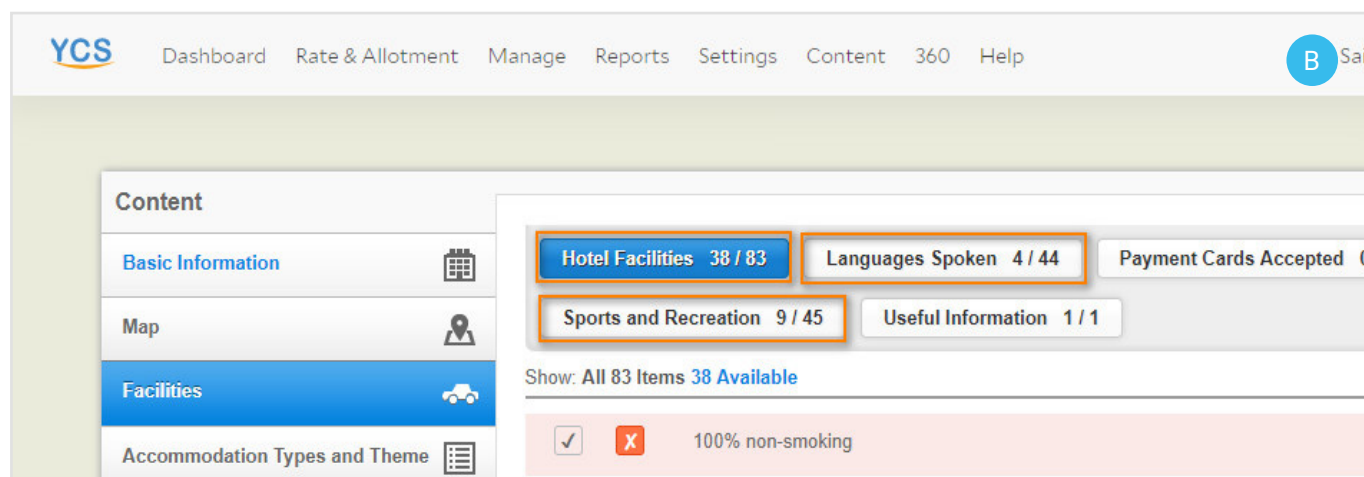 YCS Dashboard Rate & Allotment Manage Reports Settings Content 360 Help B
Content
Basic Information
Map
Facilities
Accommodation Types and Theme
Hotel Facilities 38 / 83 Languages Spoken 4 / 44 Payment Cards Accepted
Sports and Recreation 9 / 45 Useful Information 1 / 1
Show: All 83 Items 38 Available
✓ X 100% non-smoking